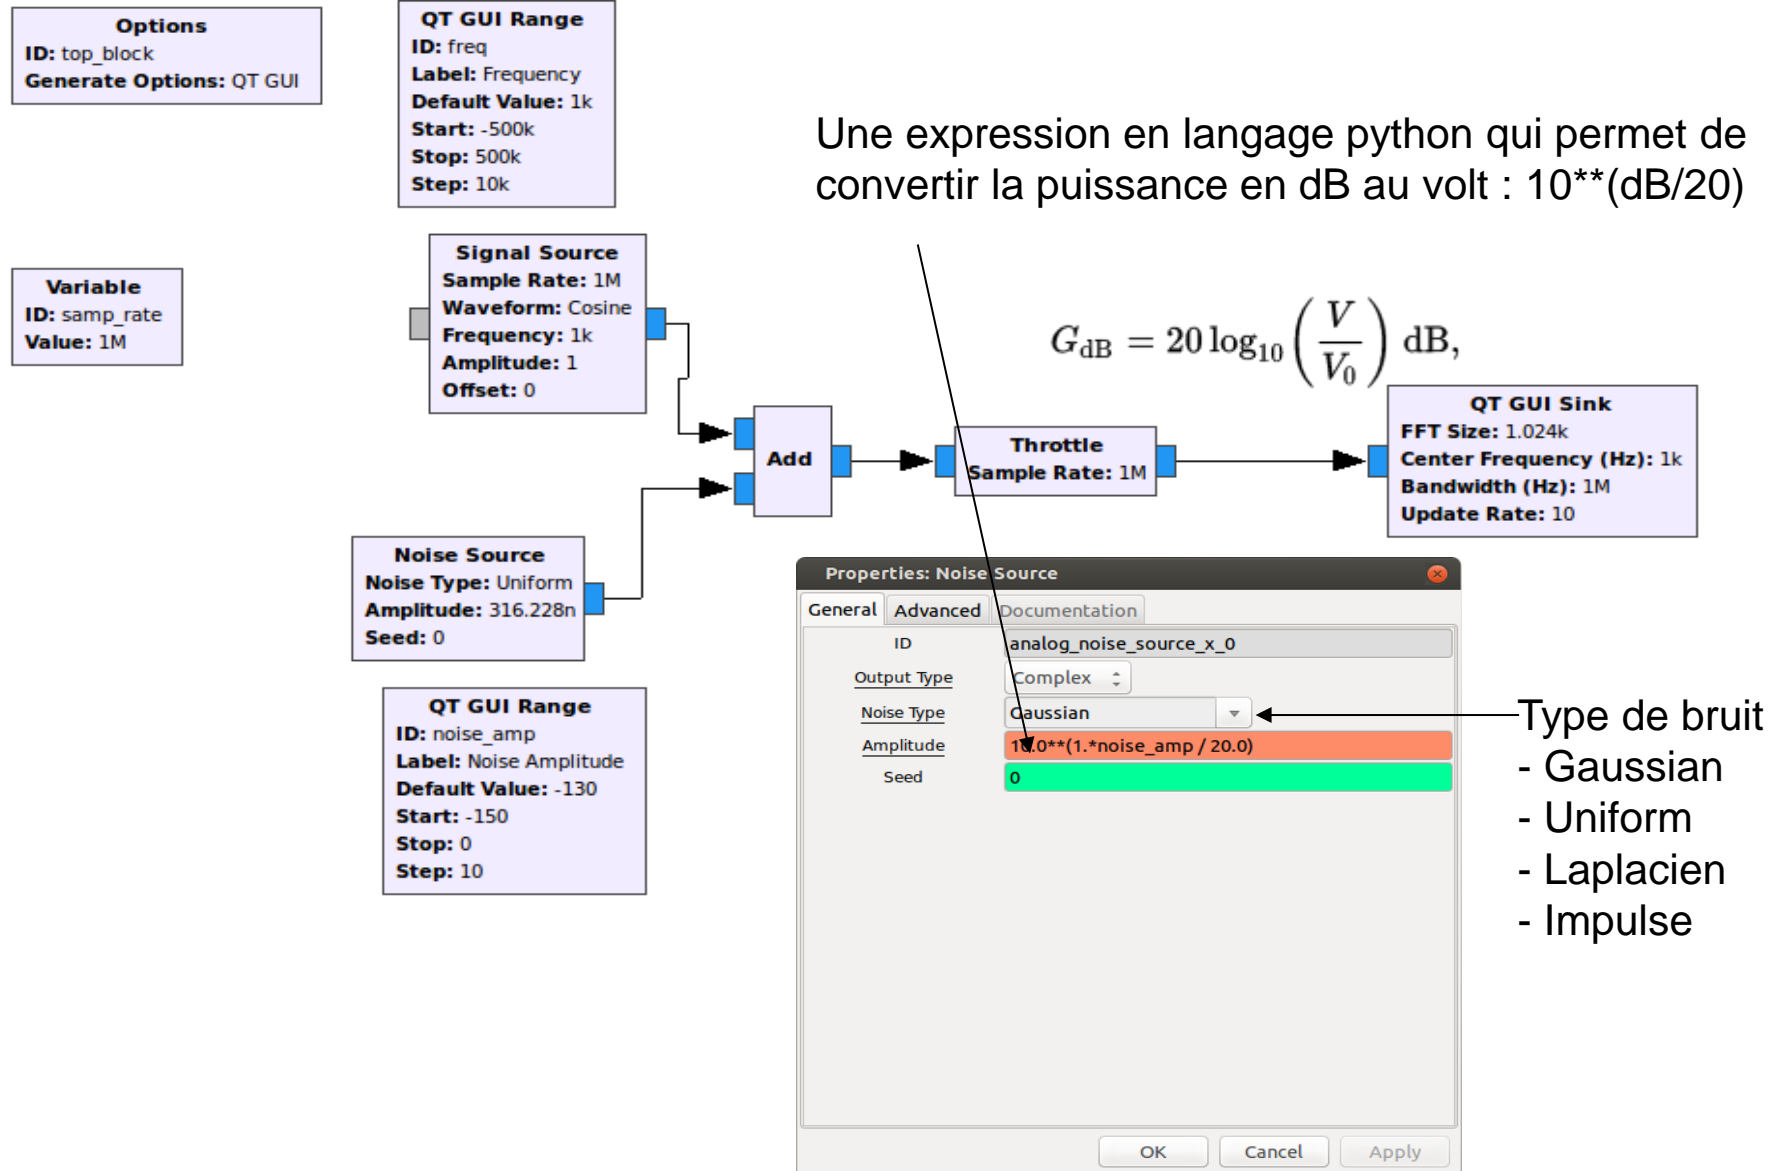 Options
ID: top_block
Generate Options: QT GUI
QT GUI Range
ID: freq
Label: Frequency
Default Value: 1k
Start: -500k
Stop: 500k
Step: 10k
Une expression en langage python qui permet de
convertir la puissance en dB au volt : 10**(dB/20)
Variable
ID: samp_rate
Value: 1M
Signal Source
Sample Rate: 1M
Waveform: Cosine
Frequency: 1k
Amplitude: 1
Offset: 0
G_dB = 20 log_10 (V / V_0) dB,
Add
Throttle
Sample Rate: 1M
QT GUI Sink
FFT Size: 1.024k
Center Frequency (Hz): 1k
Bandwidth (Hz): 1M
Update Rate: 10
Noise Source
Noise Type: Uniform
Amplitude: 316.228n
Seed: 0
QT GUI Range
ID: noise_amp
Label: Noise Amplitude
Default Value: -130
Start: -150
Stop: 0
Step: 10
Properties: Noise Source
General Advanced Documentation
ID analog_noise_source_x_0
Output Type Complex
Noise Type Gaussian
Amplitude 10.0**(1.*noise_amp / 20.0)
Seed 0
OK Cancel Apply
Type de bruit
- Gaussian
- Uniform
- Laplacien
- Impulse